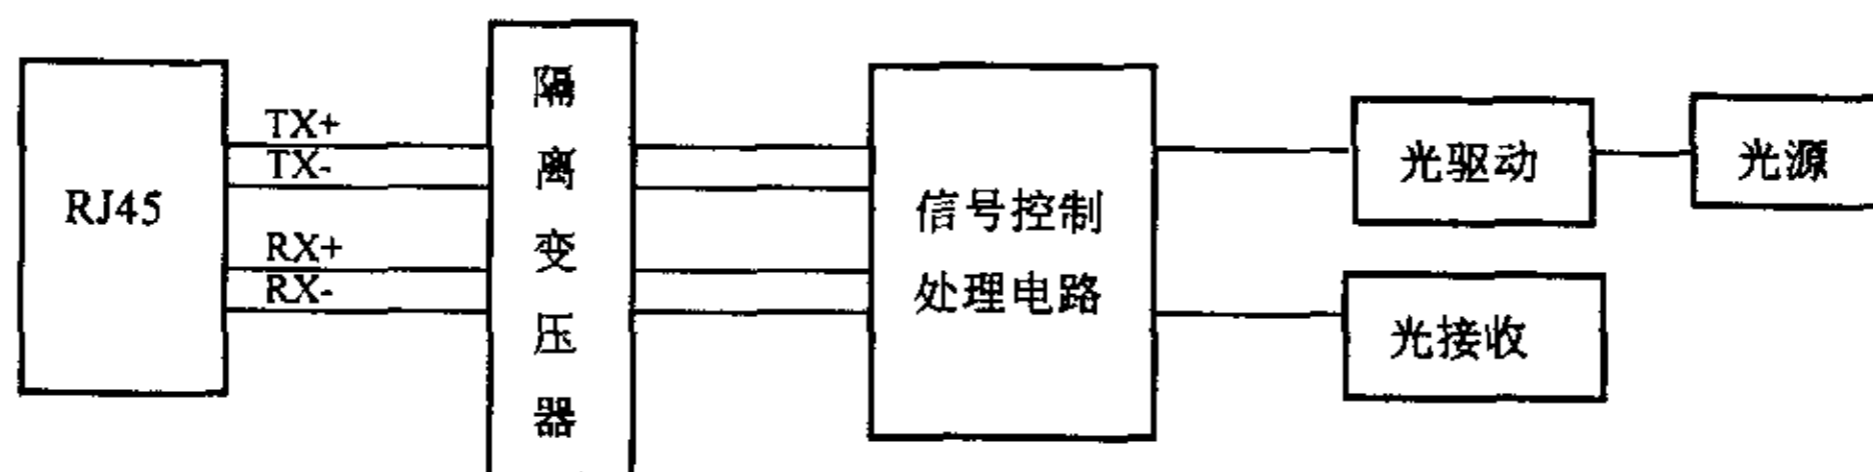 RJ45
TX+
TX-
RX+
RX-
隔
离
变
压
器
信号控制
处理电路
光驱动
光源
光接收